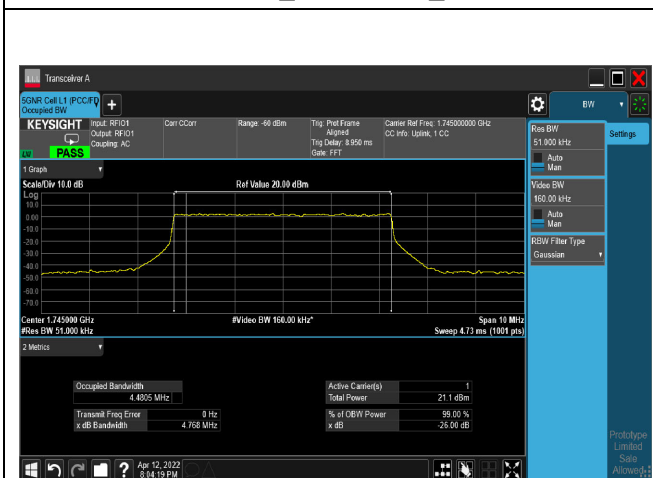 Transceiver A
5GNR Cell L1 (PCC/FD
Occupied BW
BW
KEYSIGHT
Input: RFIO1
Output: RFIO1
Coupling: AC
Corr CCorr
Range: -60 dBm
Trig: Prot Frame
Aligned
Trig Delay: 8.950 ms
Gate: FFT
Carrier Ref Freq: 1.745000000 GHz
CC Info: Uplink, 1 CC
PASS
Res BW
51.000 kHz
Auto
Man
Settings
1 Graph
Scale/Div 10.0 dB
Ref Value 20.00 dBm
Video BW
160.00 kHz
Auto
Man
RBW Filter Type
Gaussian
Log
10.0
0.00
-10.0
-20.0
-30.0
-40.0
-50.0
-60.0
-70.0
Center 1.745000 GHz
#Video BW 160.00 kHz*
Span 10 MHz
#Res BW 51.000 kHz
Sweep 4.73 ms (1001 pts)
2 Metrics
Occupied Bandwidth
4.4805 MHz
Active Carrier(s) 1
Total Power 21.1 dBm
Transmit Freq Error 0 Hz
x dB Bandwidth 4.768 MHz
% of OBW Power 99.00 %
x dB -26.00 dB
Prototype
Limited
Sale
Allowed
Apr 12, 2022
8:04:19 PM